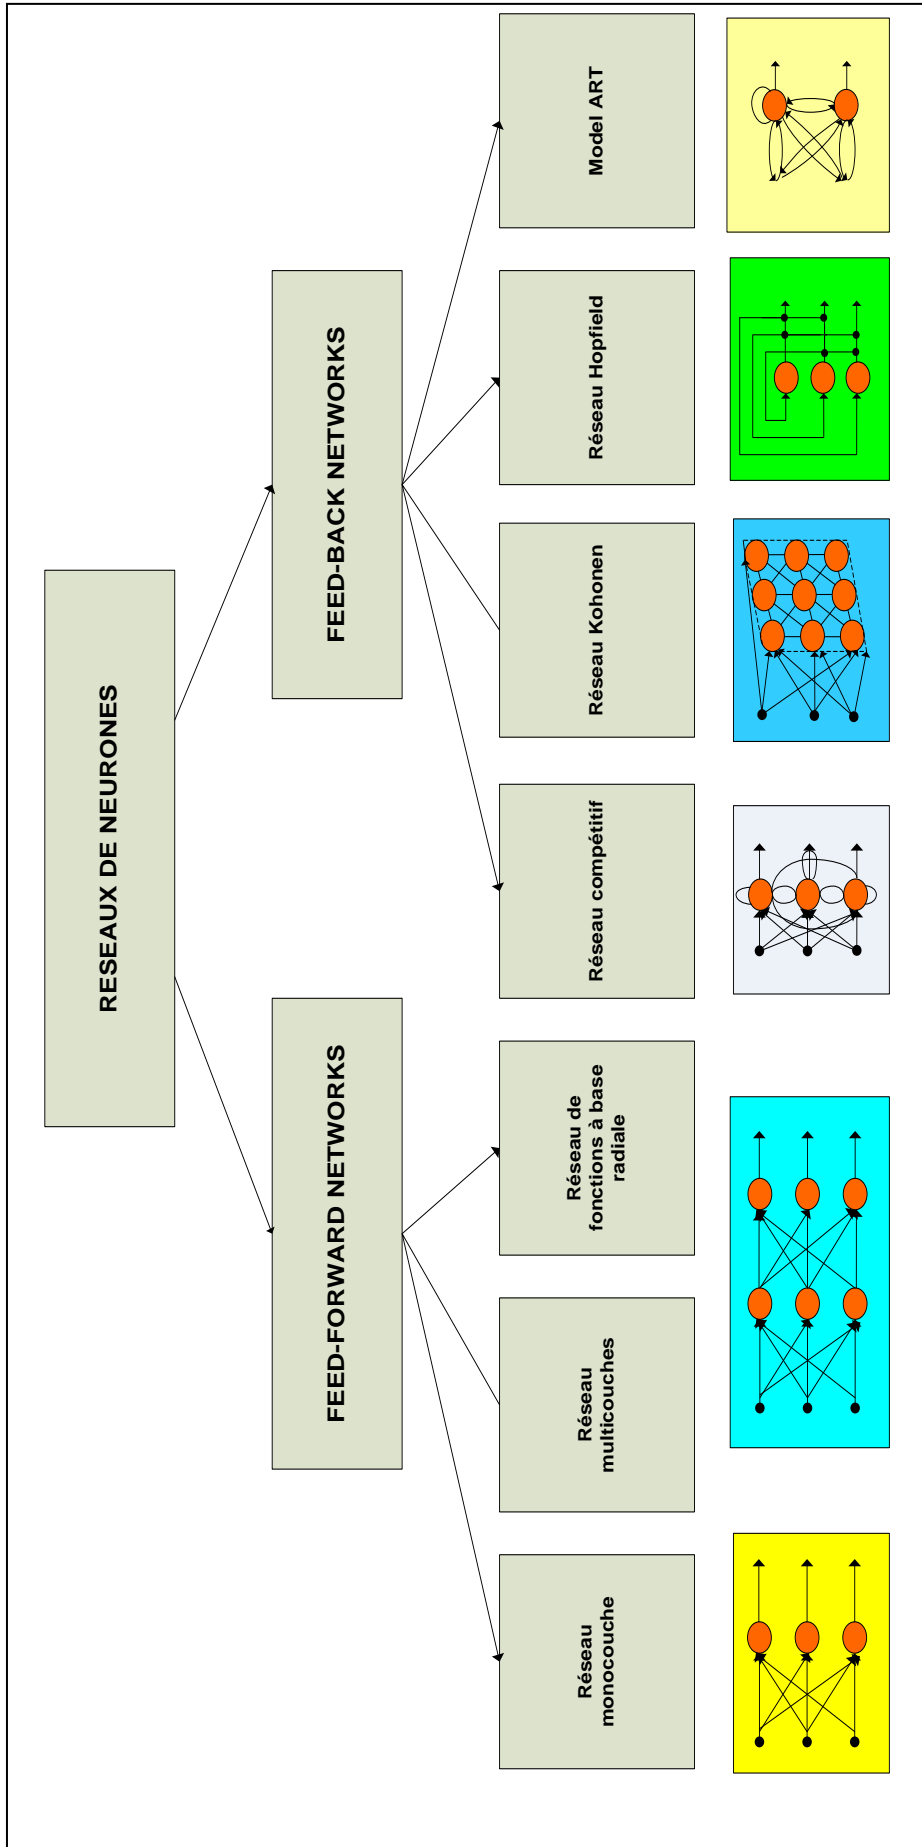 RESEAUX DE NEURONES
FEED-FORWARD NETWORKS
FEED-BACK NETWORKS
Réseau
monocouche
Réseau
multicouches
Réseau de
fonctions à base
radiale
Réseau compétitif
Réseau Kohonen
Réseau Hopfield
Model ART